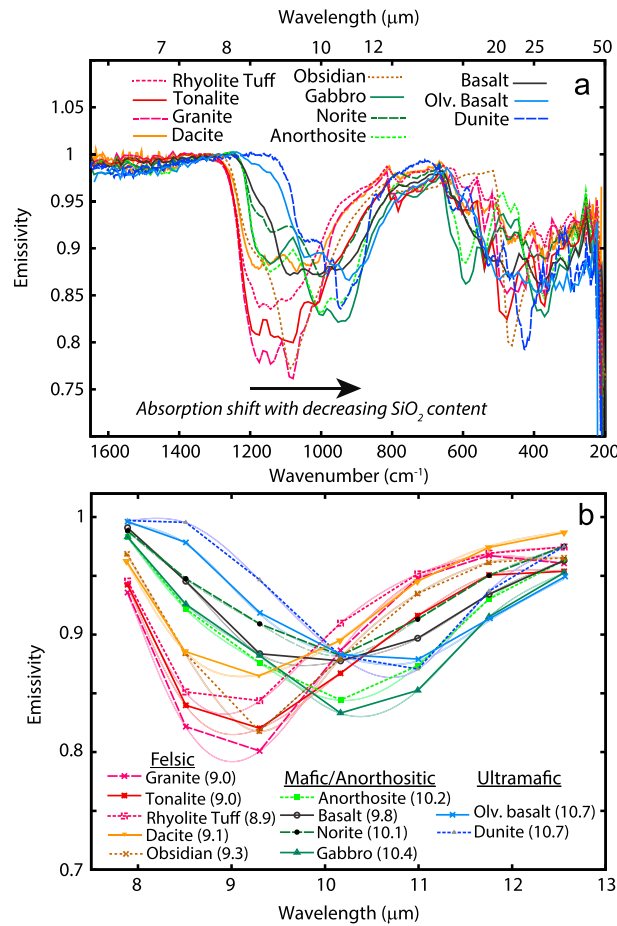 Wavelength (μm)
7 8 10 12 20 25 50
a
Rhyolite Tuff Obsidian Basalt
Tonalite Gabbro Olv. Basalt
Granite Norite Dunite
Dacite Anorthosite
1.05
1
0.95
0.9
0.85
0.8
0.75
Emissivity
Absorption shift with decreasing SiO₂ content
1600 1400 1200 1000 800 600 400 200
Wavenumber (cm⁻¹)
b
1
0.9
0.8
0.7
Emissivity
Felsic
Granite (9.0)
Tonalite (9.0)
Rhyolite Tuff (8.9)
Dacite (9.1)
Obsidian (9.3)
Mafic/Anorthositic
Anorthosite (10.2)
Basalt (9.8)
Norite (10.1)
Gabbro (10.4)
Ultramafic
Olv. basalt (10.7)
Dunite (10.7)
8 9 10 11 12 13
Wavelength (μm)